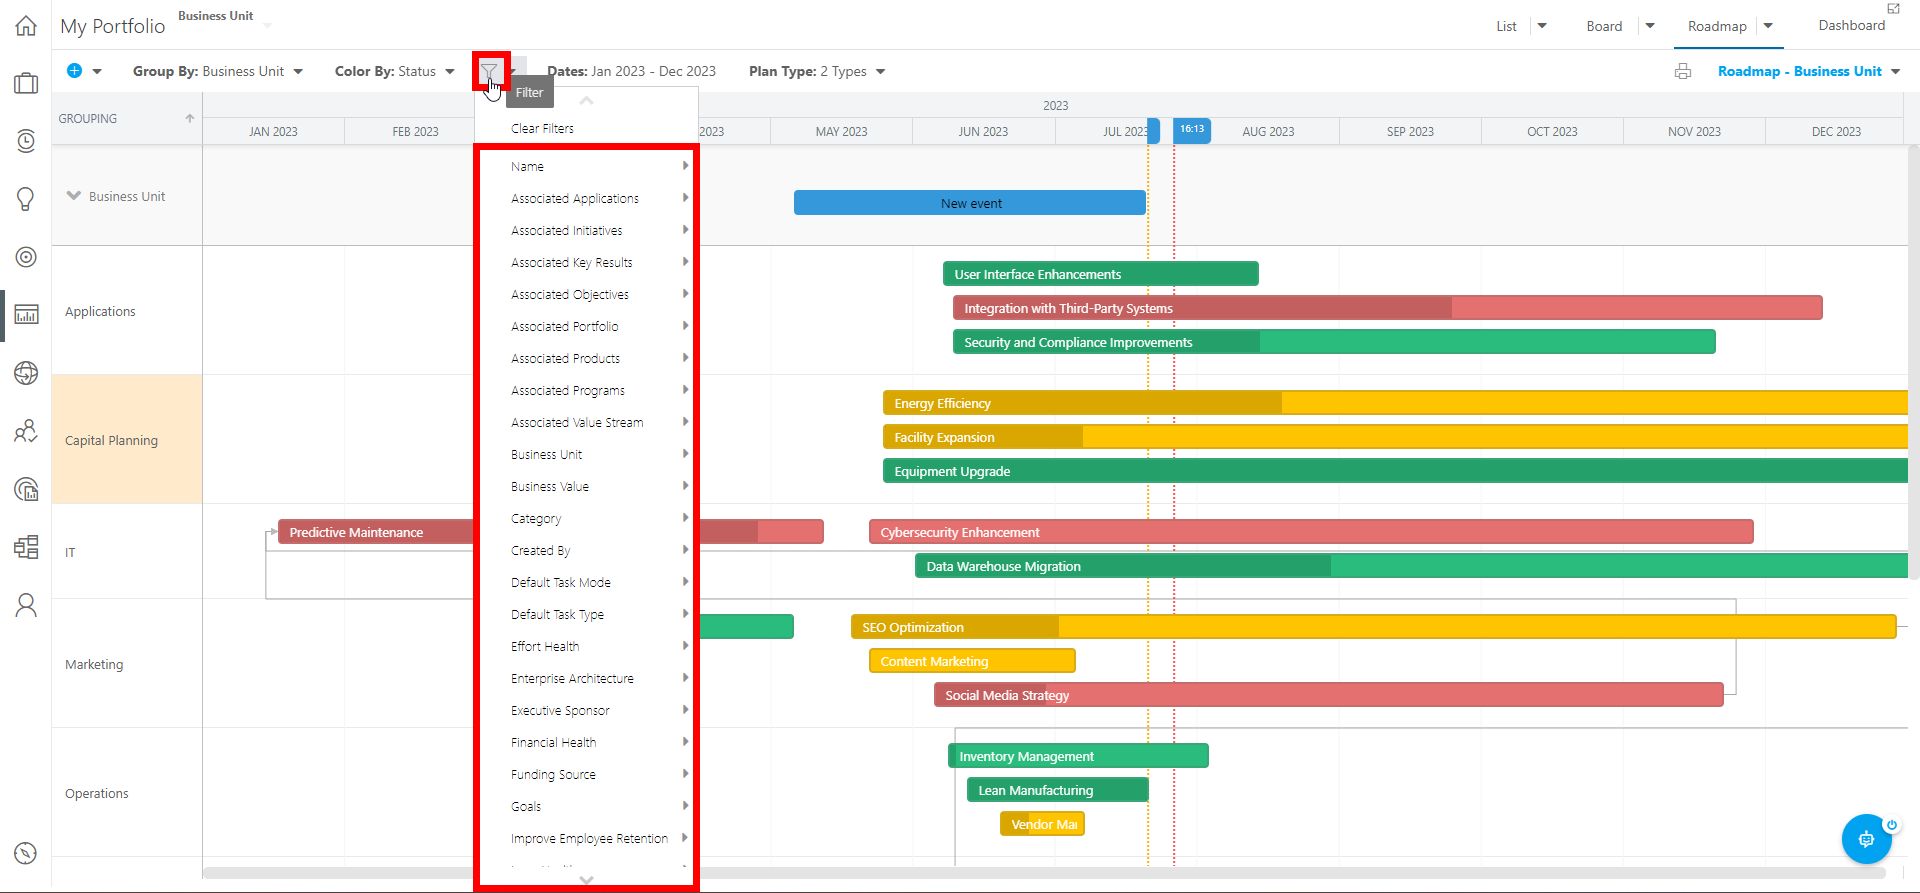 My Portfolio
Business Unit
List
Board
Roadmap
Dashboard
Group By: Business Unit
Color By: Status
Dates: Jan 2023 - Dec 2023
Plan Type: 2 Types
Roadmap - Business Unit
Filter
GROUPING
2023
JAN 2023
FEB 2023
2023
MAY 2023
JUN 2023
JUL 2023
16:13
AUG 2023
SEP 2023
OCT 2023
NOV 2023
DEC 2023
Clear Filters
Name
Associated Applications
Associated Initiatives
Associated Key Results
Associated Objectives
Associated Portfolio
Associated Products
Associated Programs
Associated Value Stream
Business Unit
Business Value
Category
Created By
Default Task Mode
Default Task Type
Effort Health
Enterprise Architecture
Executive Sponsor
Financial Health
Funding Source
Goals
Improve Employee Retention
Business Unit
New event
Applications
User Interface Enhancements
Integration with Third-Party Systems
Security and Compliance Improvements
Capital Planning
Energy Efficiency
Facility Expansion
Equipment Upgrade
IT
Predictive Maintenance
Cybersecurity Enhancement
Data Warehouse Migration
Marketing
SEO Optimization
Content Marketing
Social Media Strategy
Operations
Inventory Management
Lean Manufacturing
Vendor Mai